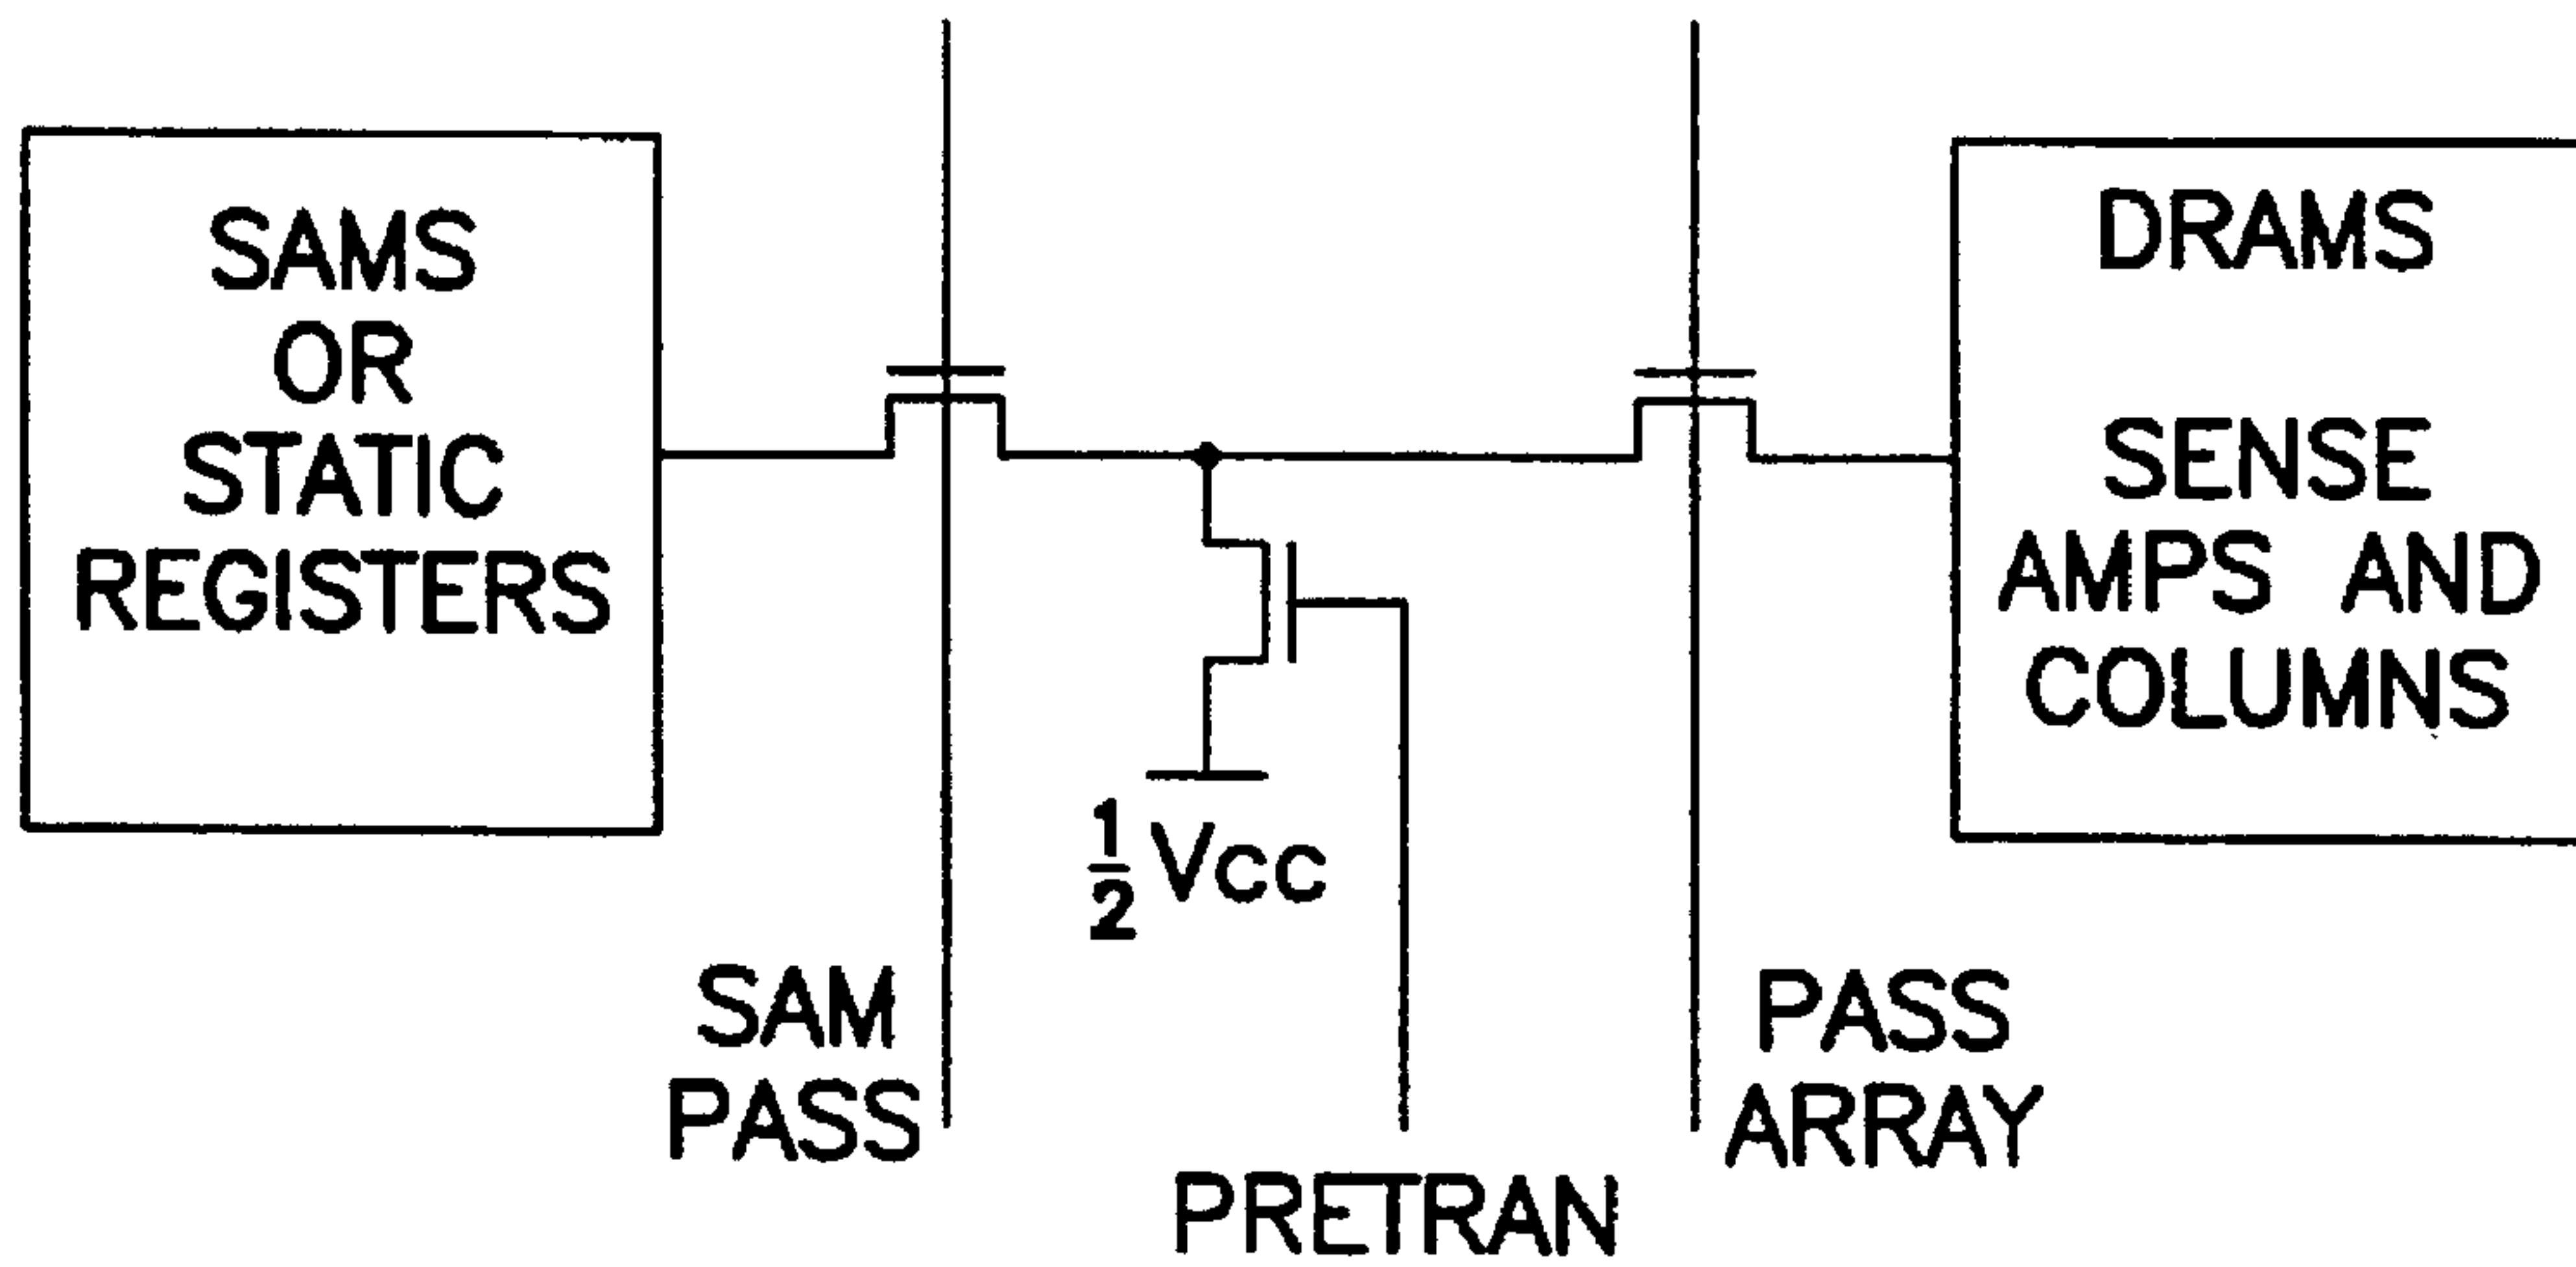 SAMS
OR
STATIC
REGISTERS
DRAMS
SENSE
AMPS AND
COLUMNS
1/2 VCC
SAM
PASS
PRETRAN
PASS
ARRAY